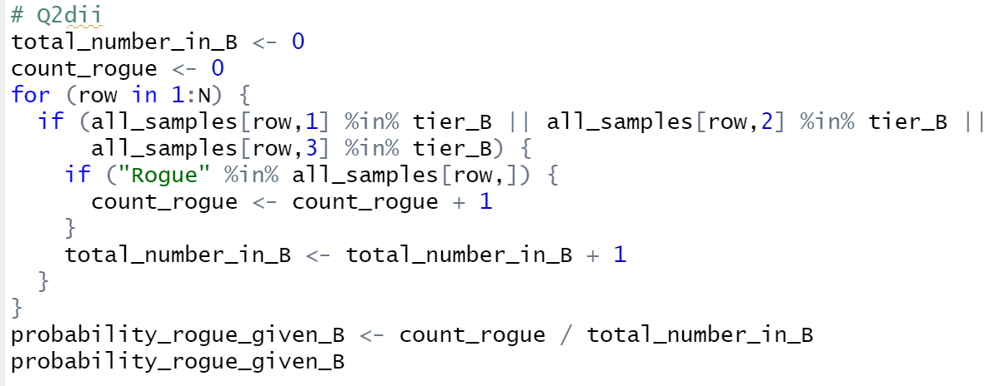 # Q2dii
total_number_in_B <- 0
count_rogue <- 0
for (row in 1:N) {
  if (all_samples[row,1] %in% tier_B || all_samples[row,2] %in% tier_B ||
      all_samples[row,3] %in% tier_B) {
    if ("Rogue" %in% all_samples[row,]) {
      count_rogue <- count_rogue + 1
    }
    total_number_in_B <- total_number_in_B + 1
  }
}
probability_rogue_given_B <- count_rogue / total_number_in_B
probability_rogue_given_B